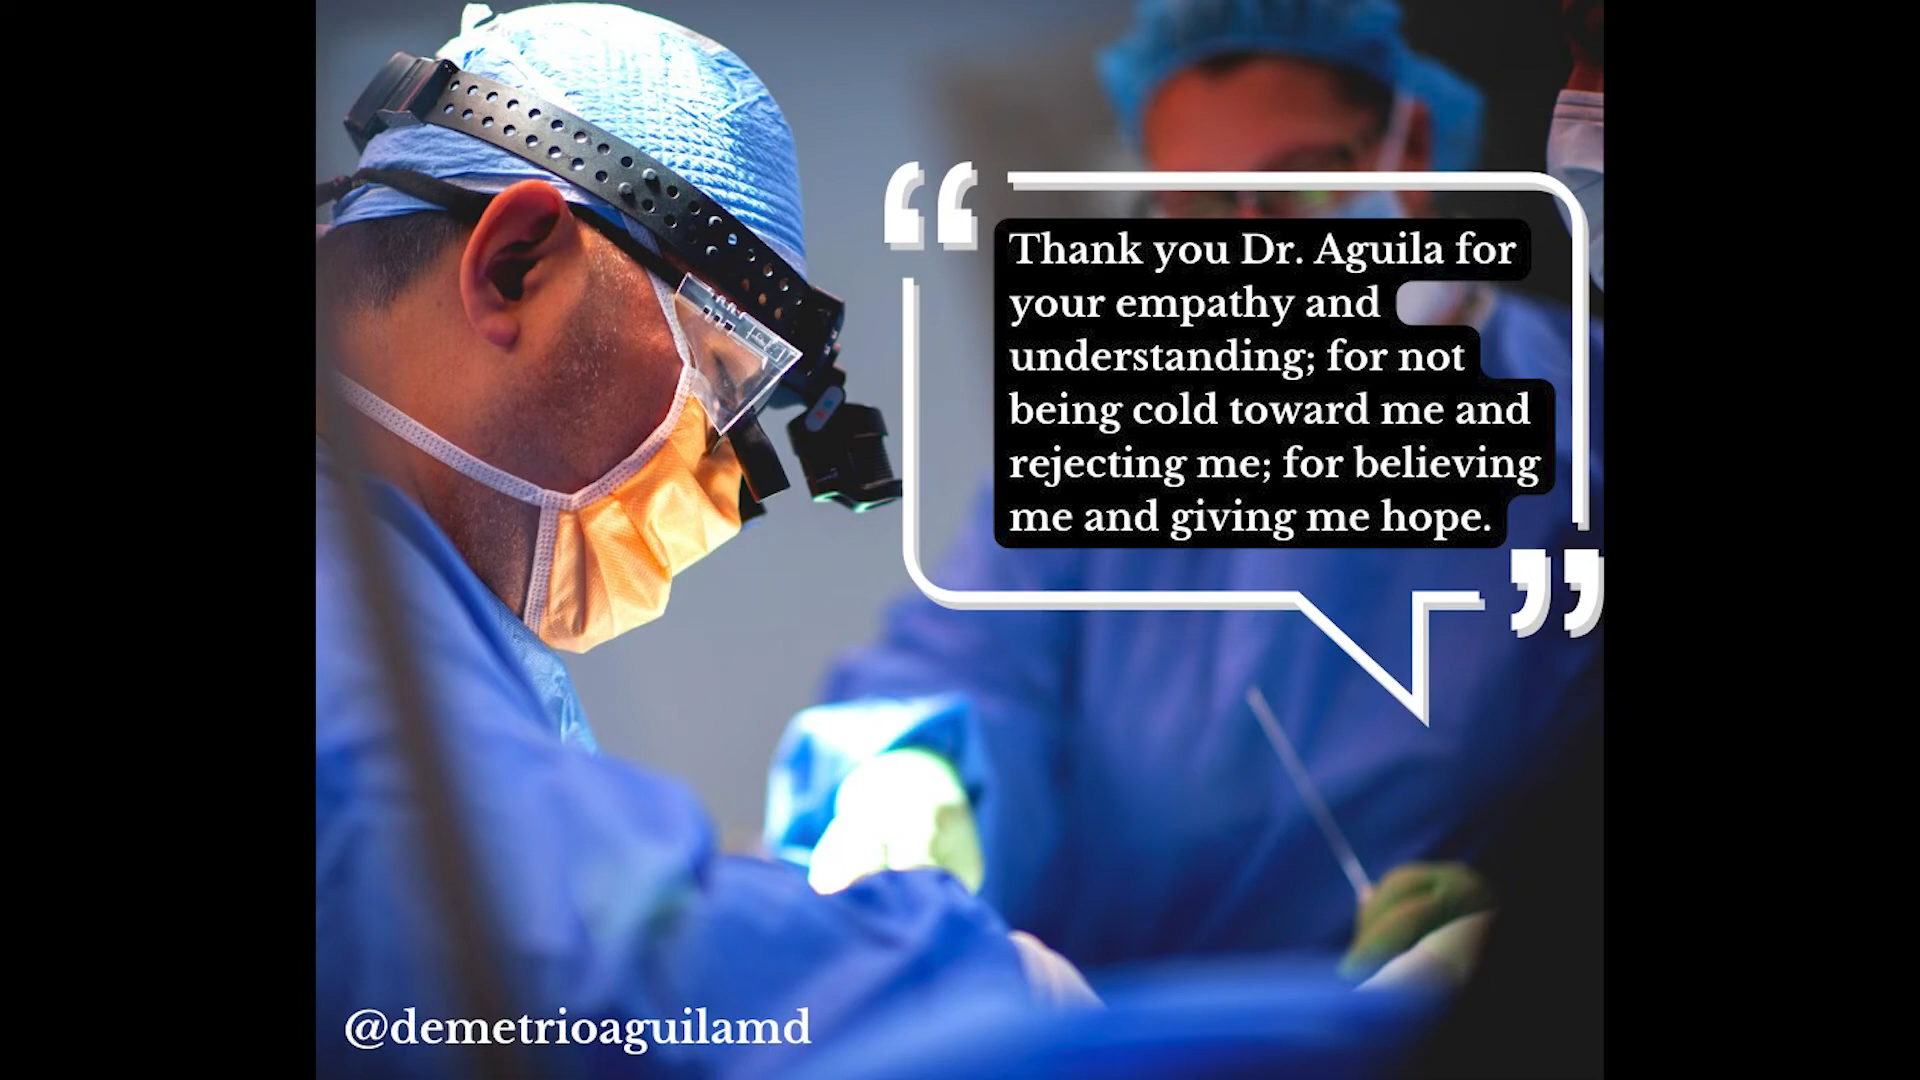 Thank you Dr. Aguila for
your empathy and
understanding; for not
being cold toward me and
rejecting me; for believing
me and giving me hope.
@demetrioaguilamd